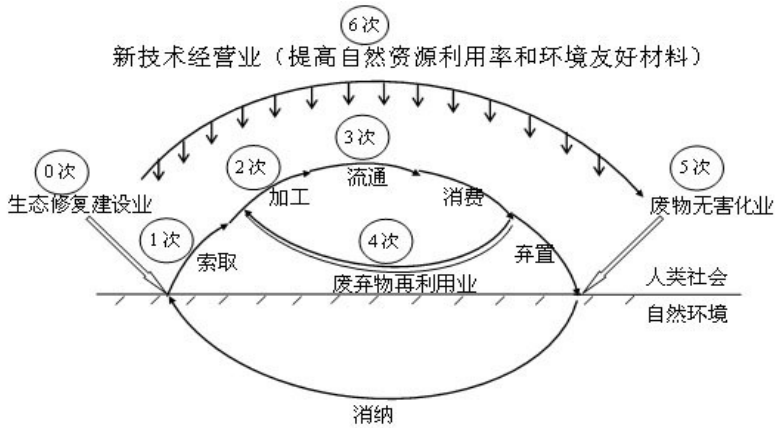 6次
新技术经营业（提高自然资源利用率和环境友好材料）
0次
生态修复建设业
1次
索取
2次
加工
3次
流通
消费
4次
废弃物再利用业
弃置
5次
废物无害化业
人类社会
自然环境
消纳